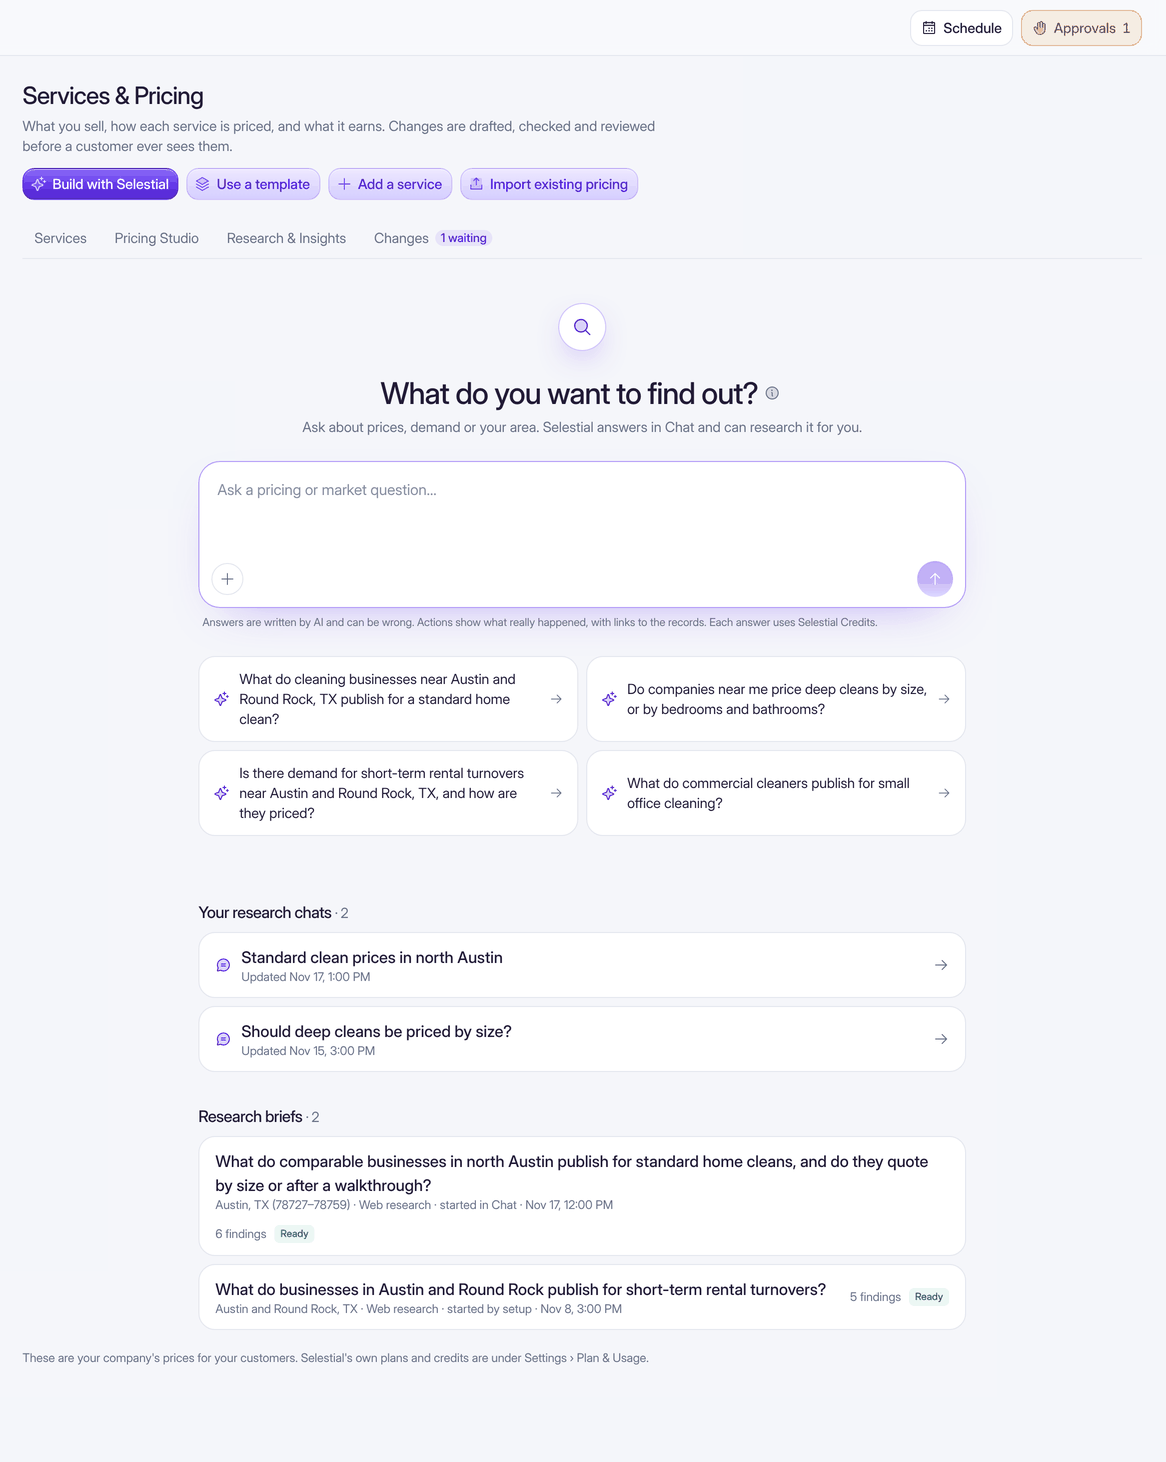 Schedule
Approvals 1
Services & Pricing
What you sell, how each service is priced, and what it earns. Changes are drafted, checked and reviewed
before a customer ever sees them.
Build with Selestial
Use a template
Add a service
Import existing pricing
Services
Pricing Studio
Research & Insights
Changes 1 waiting
What do you want to find out?
Ask about prices, demand or your area. Selestial answers in Chat and can research it for you.
Ask a pricing or market question...
Answers are written by AI and can be wrong. Actions show what really happened, with links to the records. Each answer uses Selestial Credits.
What do cleaning businesses near Austin and
Round Rock, TX publish for a standard home
clean?
Do companies near me price deep cleans by size,
or by bedrooms and bathrooms?
Is there demand for short-term rental turnovers
near Austin and Round Rock, TX, and how are
they priced?
What do commercial cleaners publish for small
office cleaning?
Your research chats · 2
Standard clean prices in north Austin
Updated Nov 17, 1:00 PM
Should deep cleans be priced by size?
Updated Nov 15, 3:00 PM
Research briefs · 2
What do comparable businesses in north Austin publish for standard home cleans, and do they quote
by size or after a walkthrough?
Austin, TX (78727–78759) · Web research · started in Chat · Nov 17, 12:00 PM
6 findings Ready
What do businesses in Austin and Round Rock publish for short-term rental turnovers?
Austin and Round Rock, TX · Web research · started by setup · Nov 8, 3:00 PM
5 findings Ready
These are your company's prices for your customers. Selestial's own plans and credits are under Settings › Plan & Usage.